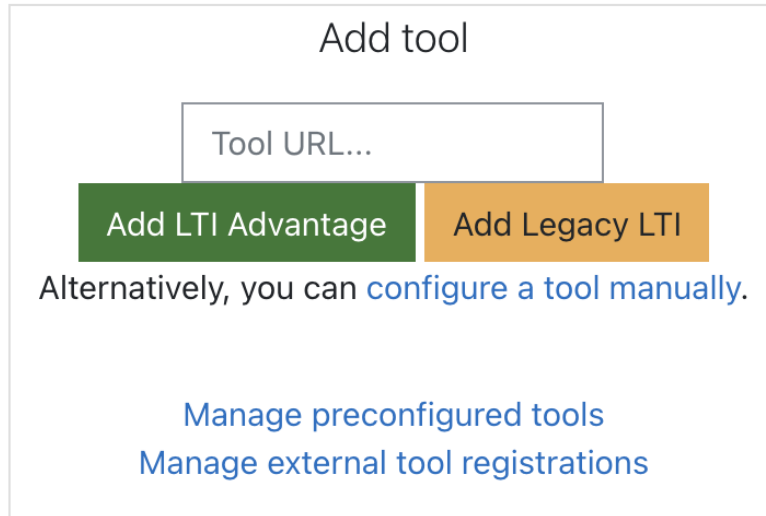 Add tool
Tool URL...
Add LTI Advantage Add Legacy LTI
Alternatively, you can configure a tool manually.
Manage preconfigured tools
Manage external tool registrations